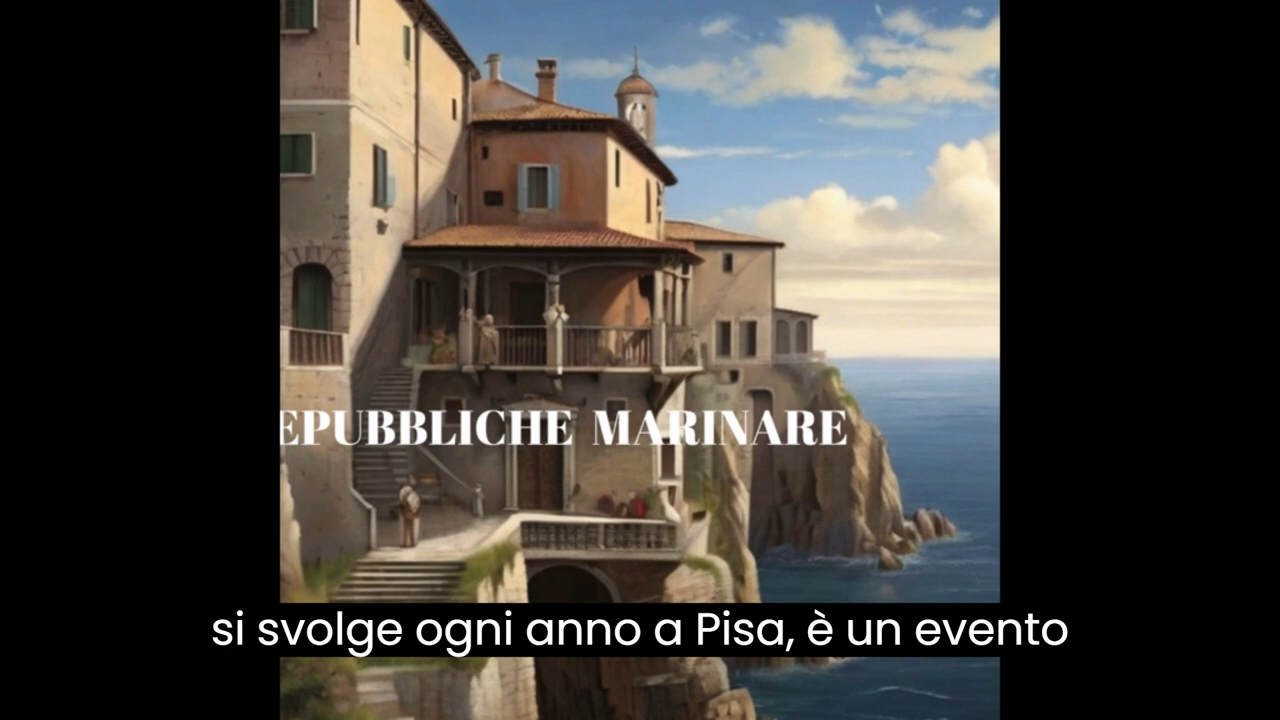 EPUBBLICHE MARINARE
si svolge ogni anno a Pisa, è un evento